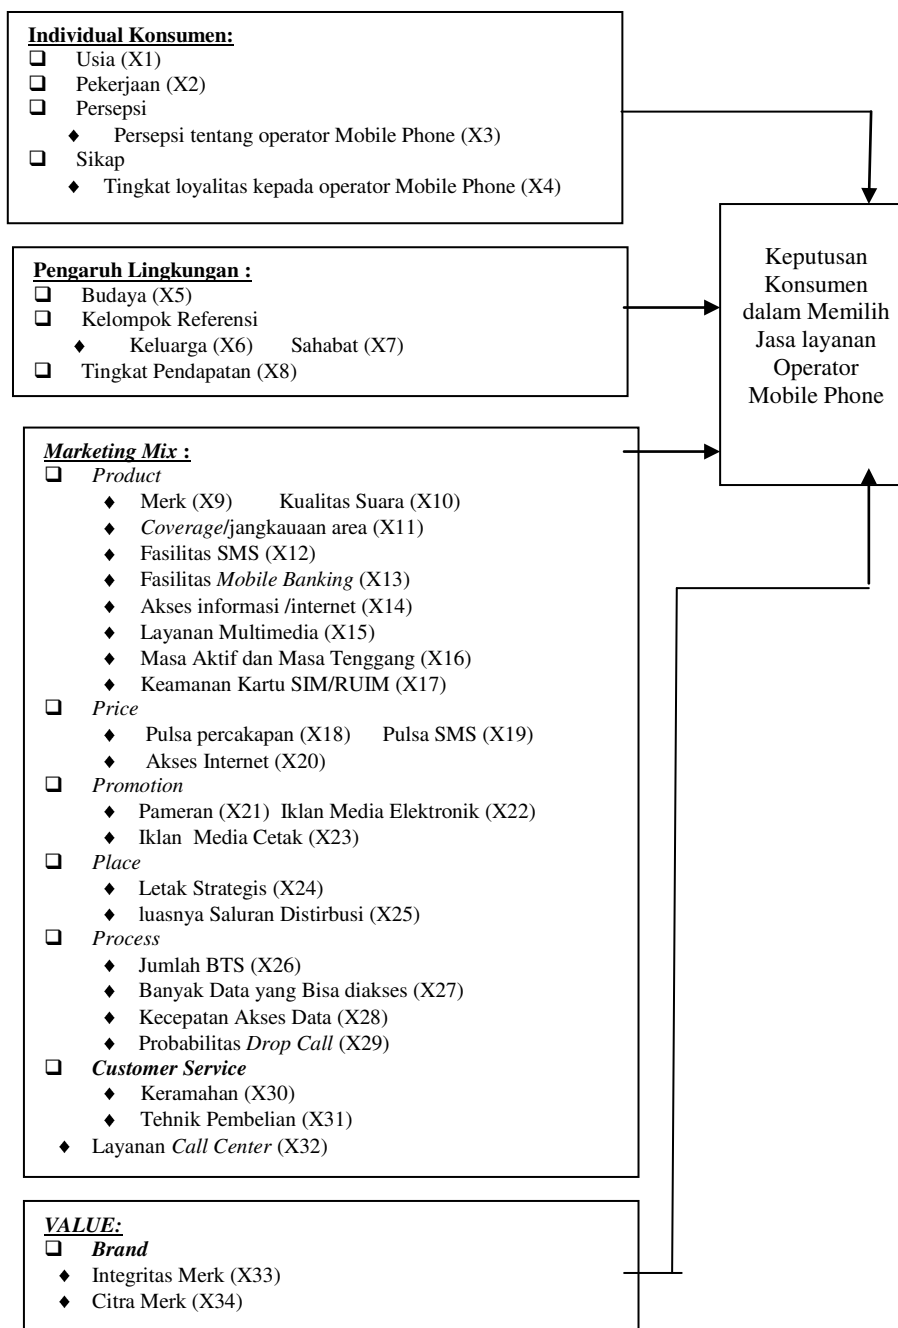 Individual Konsumen:
❑ Usia (X1)
❑ Pekerjaan (X2)
❑ Persepsi
♦ Persepsi tentang operator Mobile Phone (X3)
❑ Sikap
♦ Tingkat loyalitas kepada operator Mobile Phone (X4)
Pengaruh Lingkungan :
❑ Budaya (X5)
❑ Kelompok Referensi
♦ Keluarga (X6) Sahabat (X7)
❑ Tingkat Pendapatan (X8)
Keputusan
Konsumen
dalam Memilih
Jasa layanan
Operator
Mobile Phone
Marketing Mix :
❑ Product
♦ Merk (X9) Kualitas Suara (X10)
♦ Coverage/jangkauaan area (X11)
♦ Fasilitas SMS (X12)
♦ Fasilitas Mobile Banking (X13)
♦ Akses informasi /internet (X14)
♦ Layanan Multimedia (X15)
♦ Masa Aktif dan Masa Tenggang (X16)
♦ Keamanan Kartu SIM/RUIM (X17)
❑ Price
♦ Pulsa percakapan (X18) Pulsa SMS (X19)
♦ Akses Internet (X20)
❑ Promotion
♦ Pameran (X21) Iklan Media Elektronik (X22)
♦ Iklan Media Cetak (X23)
❑ Place
♦ Letak Strategis (X24)
♦ luasnya Saluran Distirbusi (X25)
❑ Process
♦ Jumlah BTS (X26)
♦ Banyak Data yang Bisa diakses (X27)
♦ Kecepatan Akses Data (X28)
♦ Probabilitas Drop Call (X29)
❑ Customer Service
♦ Keramahan (X30)
♦ Tehnik Pembelian (X31)
♦ Layanan Call Center (X32)
VALUE:
❑ Brand
♦ Integritas Merk (X33)
♦ Citra Merk (X34)